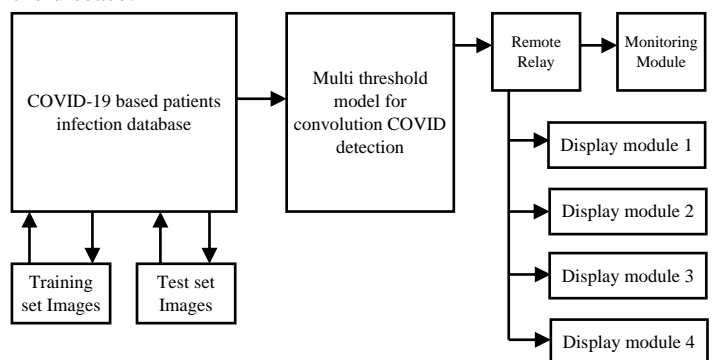 COVID-19 based patients
infection database
Multi threshold
model for
convolution COVID
detection
Remote
Relay
Monitoring
Module
Display module 1
Display module 2
Display module 3
Display module 4
Training
set Images
Test set
Images